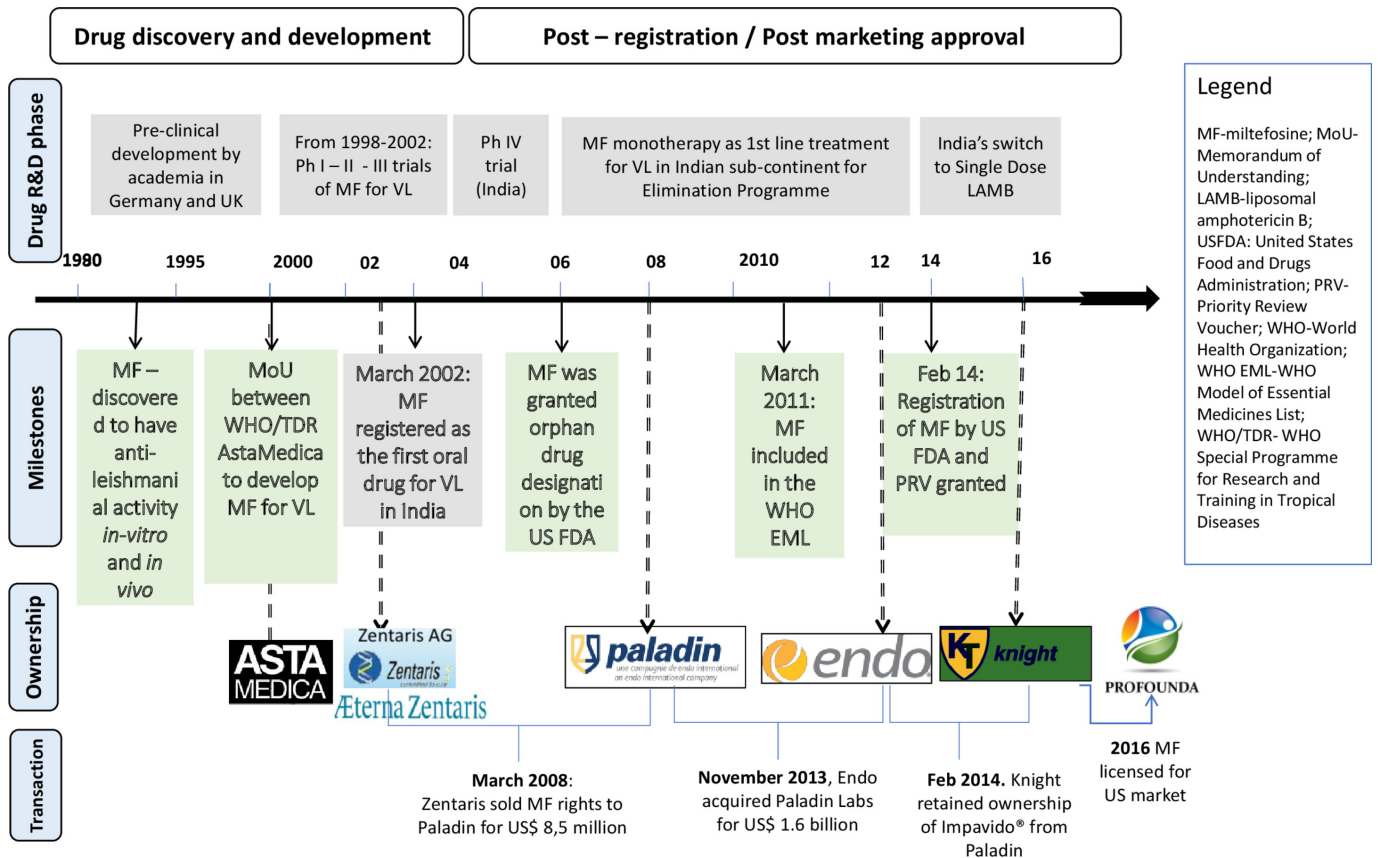 Drug discovery and development
Post – registration / Post marketing approval
Drug R&D phase
Pre-clinical
development by
academia in
Germany and UK
From 1998-2002:
Ph I – II - III trials
of MF for VL
Ph IV
trial
(India)
MF monotherapy as 1st line treatment
for VL in Indian sub-continent for
Elimination Programme
India’s switch
to Single Dose
LAMB
1995
2000
02
04
06
08
2010
12
14
16
Milestones
MF –
discovere
d to have
anti-
leishmani
al activity
in-vitro
and in
vivo
MoU
between
WHO/TDR
AstaMedica
to develop
MF for VL
March 2002:
MF
registered as
the first oral
drug for VL
in India
MF was
granted
orphan
drug
designati
on by the
US FDA
March
2011:
MF
included
in the
WHO
EML
Feb 14:
Registration
of MF by US
FDA and
PRV granted
Ownership
ASTA
MEDICA
Zentaris AG
Zentaris
Æterna Zentaris
paladin
une compagnie de endo international
an endo international company
endo
KT knight
PROFOUNDA
Transaction
March 2008:
Zentaris sold MF rights to
Paladin for US$ 8,5 million
November 2013, Endo
acquired Paladin Labs
for US$ 1.6 billion
Feb 2014. Knight
retained ownership
of Impavido® from
Paladin
2016 MF
licensed for
US market
Legend
MF-miltefosine; MoU-
Memorandum of
Understanding;
LAMB-liposomal
amphotericin B;
USFDA: United States
Food and Drugs
Administration; PRV-
Priority Review
Voucher; WHO-World
Health Organization;
WHO EML-WHO
Model of Essential
Medicines List;
WHO/TDR- WHO
Special Programme
for Research and
Training in Tropical
Diseases